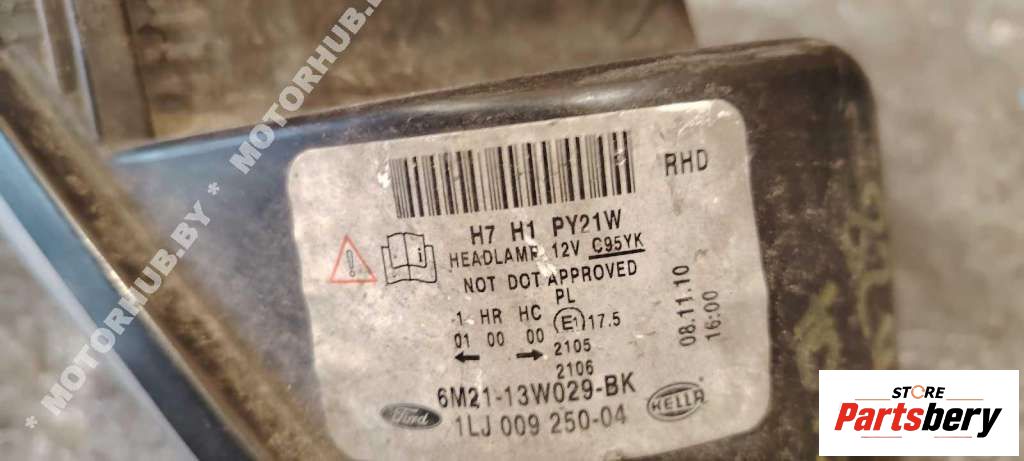 * MOTORHUB.BY * MOTORHUB.BY
RHD
H7 H1 PY21W
HEADLAMP 12V C95YK
NOT DOT APPROVED
PL
1 HR HC
01 00 00 E1 17.5
2105
2106
6M21-13W029-BK
Ford 1LJ 009 250-04 HELLA
08.11.10
16:00
STORE
Partsbery